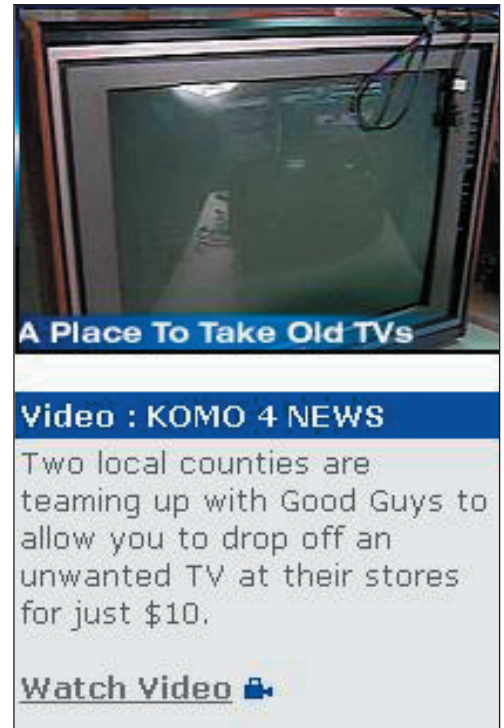 A Place To Take Old TVs
Video : KOMO 4 NEWS
Two local counties are
teaming up with Good Guys to
allow you to drop off an
unwanted TV at their stores
for just $10.
Watch Video